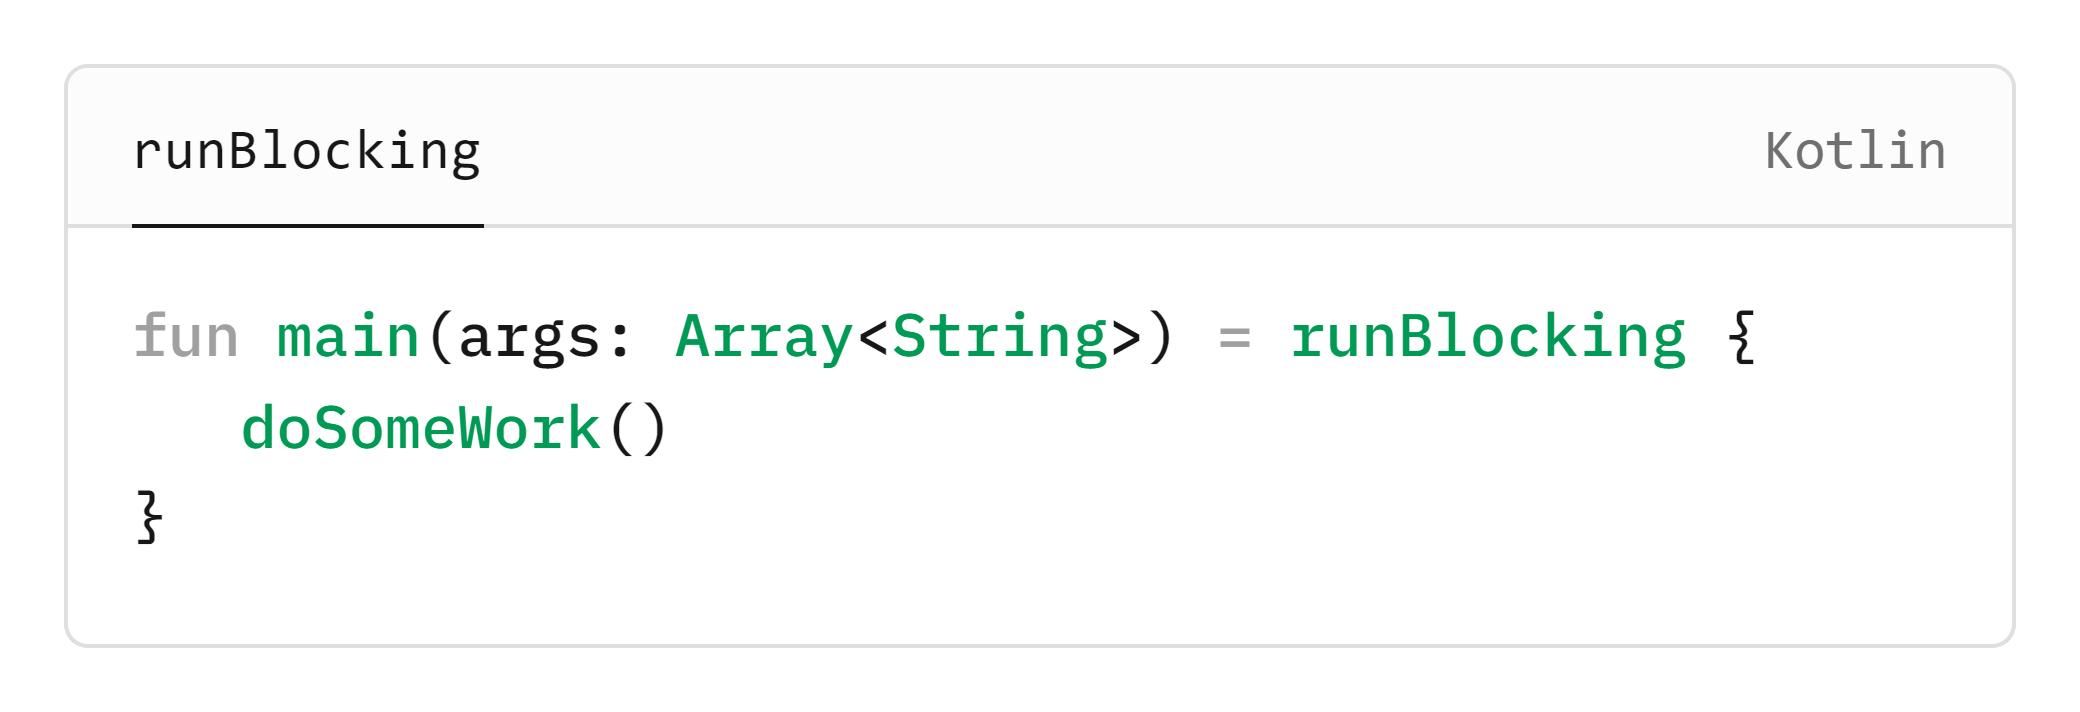 runBlocking
Kotlin
fun main(args: Array<String>) = runBlocking {
   doSomeWork()
}